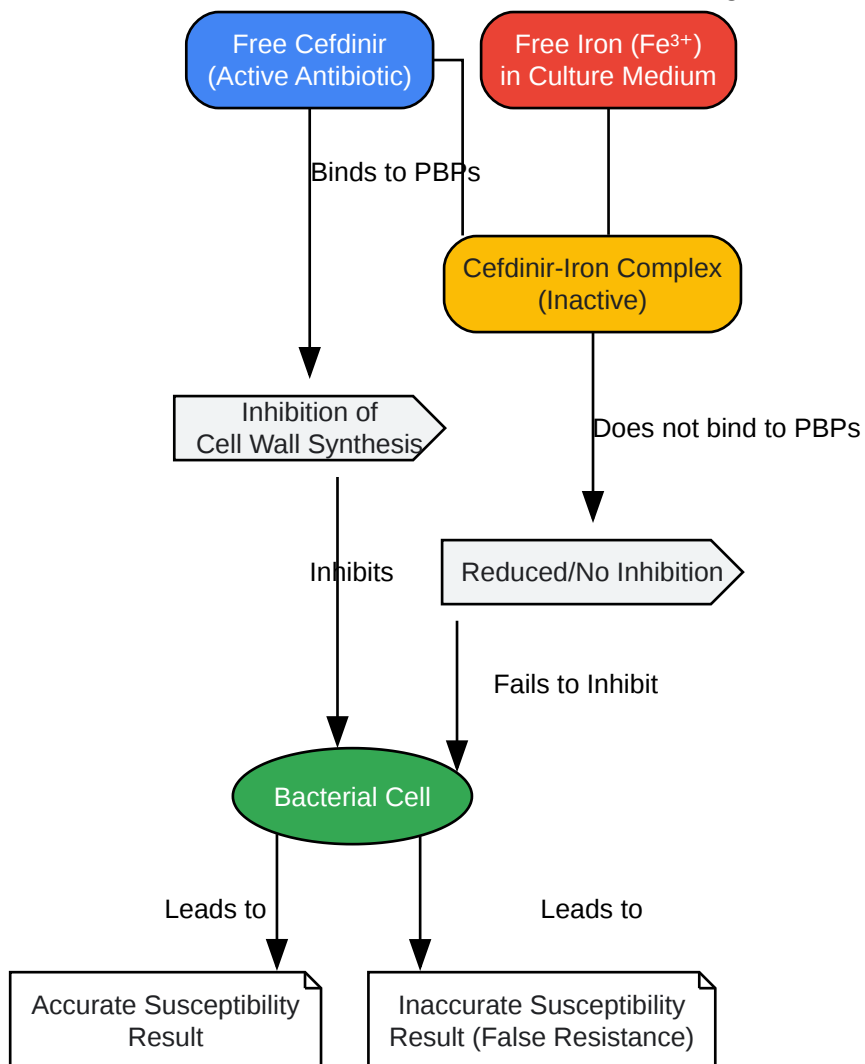 Free Cefdinir
(Active Antibiotic)
Free Iron (Fe³⁺)
in Culture Medium
Binds to PBPs
Cefdinir-Iron Complex
(Inactive)
Inhibition of
Cell Wall Synthesis
Does not bind to PBPs
Inhibits
Reduced/No Inhibition
Fails to Inhibit
Bacterial Cell
Leads to
Leads to
Accurate Susceptibility
Result
Inaccurate Susceptibility
Result (False Resistance)